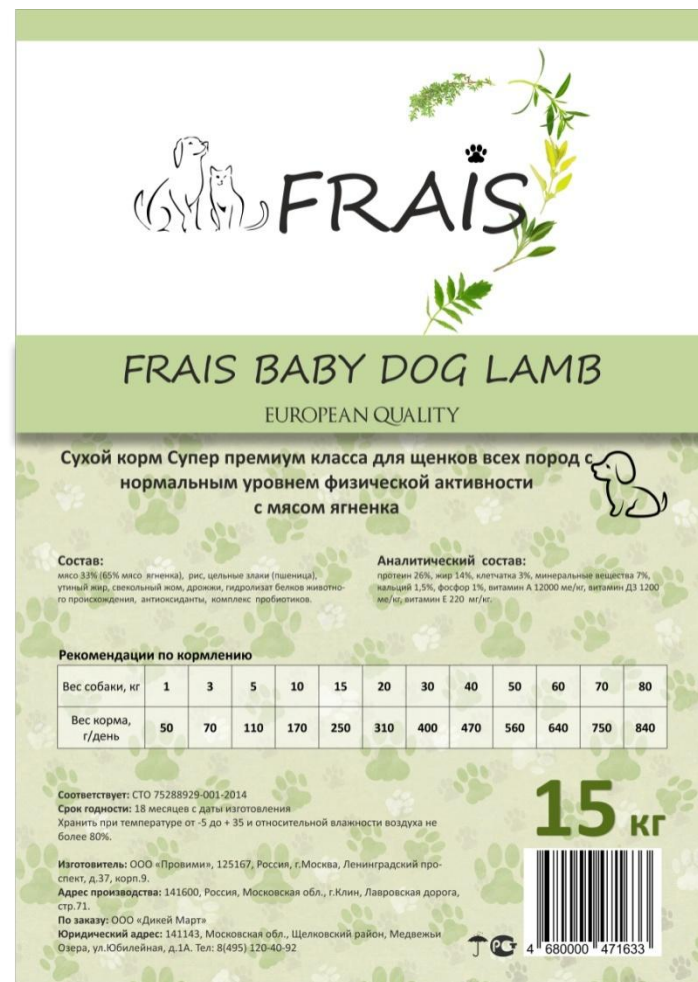 FRAIS
FRAIS BABY DOG LAMB
EUROPEAN QUALITY
Сухой корм Супер премиум класса для щенков всех пород с
нормальным уровнем физической активности
с мясом ягненка
Состав:
мясо 33% (65% мясо ягненка), рис, цельные злаки (пшеница),
утиный жир, свекольный жом, дрожжи, гидролизат белков животно-
го происхождения, антиоксиданты, комплекс пробиотиков.
Аналитический состав:
протеин 26%, жир 14%, клетчатка 3%, минеральные вещества 7%,
кальций 1,5%, фосфор 1%, витамин А 12000 ме/кг, витамин Д3 1200
ме/кг, витамин Е 220 мг/кг.
Рекомендации по кормлению
Вес собаки, кг 1 3 5 10 15 20 30 40 50 60 70 80
Вес корма,
г/день 50 70 110 170 250 310 400 470 560 640 750 840
Соответствует: СТО 75288929-001-2014
Срок годности: 18 месяцев с даты изготовления
Хранить при температуре от -5 до + 35 и относительной влажности воздуха не
более 80%.
15 кг
Изготовитель: ООО «Провими», 125167, Россия, г.Москва, Ленинградский про-
спект, д.37, корп.9.
Адрес производства: 141600, Россия, Московская обл., г.Клин, Лавровская дорога,
стр.71.
По заказу: ООО «Дикей Март»
Юридический адрес: 141143, Московская обл., Щелковский район, Медвежьи
Озера, ул.Юбилейная, д.1А. Тел: 8(495) 120-40-92
4 680000 471633